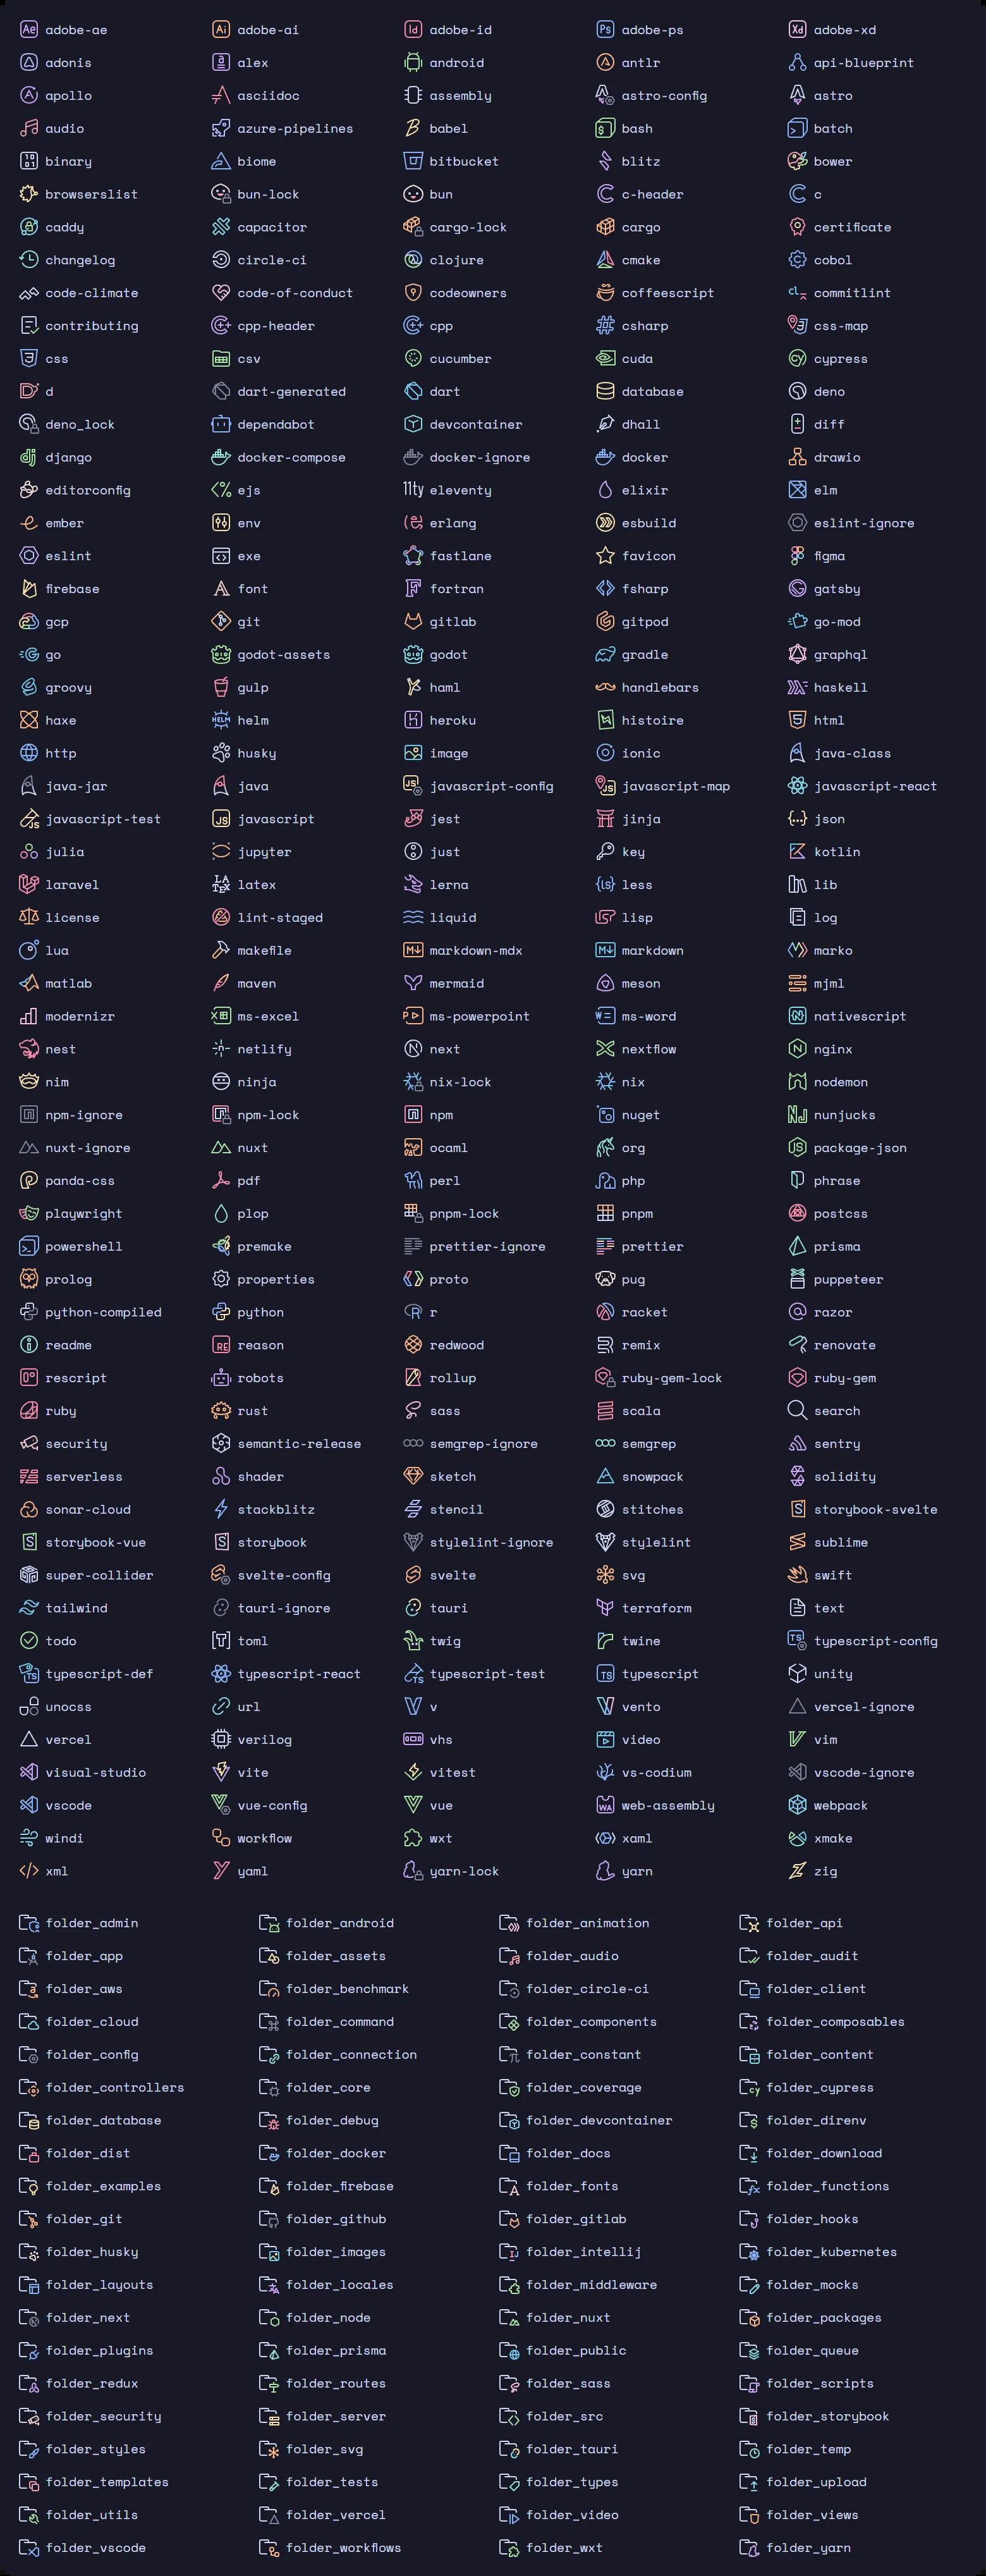 adobe-ae adobe-ai adobe-id adobe-ps adobe-xd
adonis alex android antlr api-blueprint
apollo asciidoc assembly astro-config astro
audio azure-pipelines babel bash batch
binary biome bitbucket blitz bower
browserslist bun-lock bun c-header c
caddy capacitor cargo-lock cargo certificate
changelog circle-ci clojure cmake cobol
code-climate code-of-conduct codeowners coffeescript commitlint
contributing cpp-header cpp csharp css-map
css csv cucumber cuda cypress
d dart-generated dart database deno
deno_lock dependabot devcontainer dhall diff
django docker-compose docker-ignore docker drawio
editorconfig ejs eleventy elixir elm
ember env erlang esbuild eslint-ignore
eslint exe fastlane favicon figma
firebase font fortran fsharp gatsby
gcp git gitlab gitpod go-mod
go godot-assets godot gradle graphql
groovy gulp haml handlebars haskell
haxe helm heroku histoire html
http husky image ionic java-class
java-jar java javascript-config javascript-map javascript-react
javascript-test javascript jest jinja json
julia jupyter just key kotlin
laravel latex lerna less lib
license lint-staged liquid lisp log
lua makefile markdown-mdx markdown marko
matlab maven mermaid meson mjml
modernizr ms-excel ms-powerpoint ms-word nativescript
nest netlify next nextflow nginx
nim ninja nix-lock nix nodemon
npm-ignore npm-lock npm nuget nunjucks
nuxt-ignore nuxt ocaml org package-json
panda-css pdf perl php phrase
playwright plop pnpm-lock pnpm postcss
powershell premake prettier-ignore prettier prisma
prolog properties proto pug puppeteer
python-compiled python r racket razor
readme reason redwood remix renovate
rescript robots rollup ruby-gem-lock ruby-gem
ruby rust sass scala search
security semantic-release semgrep-ignore semgrep sentry
serverless shader sketch snowpack solidity
sonar-cloud stackblitz stencil stitches storybook-svelte
storybook-vue storybook stylelint-ignore stylelint sublime
super-collider svelte-config svelte svg swift
tailwind tauri-ignore tauri terraform text
todo toml twig twine typescript-config
typescript-def typescript-react typescript-test typescript unity
unocss url v vento vercel-ignore
vercel verilog vhs video vim
visual-studio vite vitest vs-codium vscode-ignore
vscode vue-config vue web-assembly webpack
windi workflow wxt xaml xmake
xml yaml yarn-lock yarn zig
folder_admin folder_android folder_animation folder_api
folder_app folder_assets folder_audio folder_audit
folder_aws folder_benchmark folder_circle-ci folder_client
folder_cloud folder_command folder_components folder_composables
folder_config folder_connection folder_constant folder_content
folder_controllers folder_core folder_coverage folder_cypress
folder_database folder_debug folder_devcontainer folder_direnv
folder_dist folder_docker folder_docs folder_download
folder_examples folder_firebase folder_fonts folder_functions
folder_git folder_github folder_gitlab folder_hooks
folder_husky folder_images folder_intellij folder_kubernetes
folder_layouts folder_locales folder_middleware folder_mocks
folder_next folder_node folder_nuxt folder_packages
folder_plugins folder_prisma folder_public folder_queue
folder_redux folder_routes folder_sass folder_scripts
folder_security folder_server folder_src folder_storybook
folder_styles folder_svg folder_tauri folder_temp
folder_templates folder_tests folder_types folder_upload
folder_utils folder_vercel folder_video folder_views
folder_vscode folder_workflows folder_wxt folder_yarn